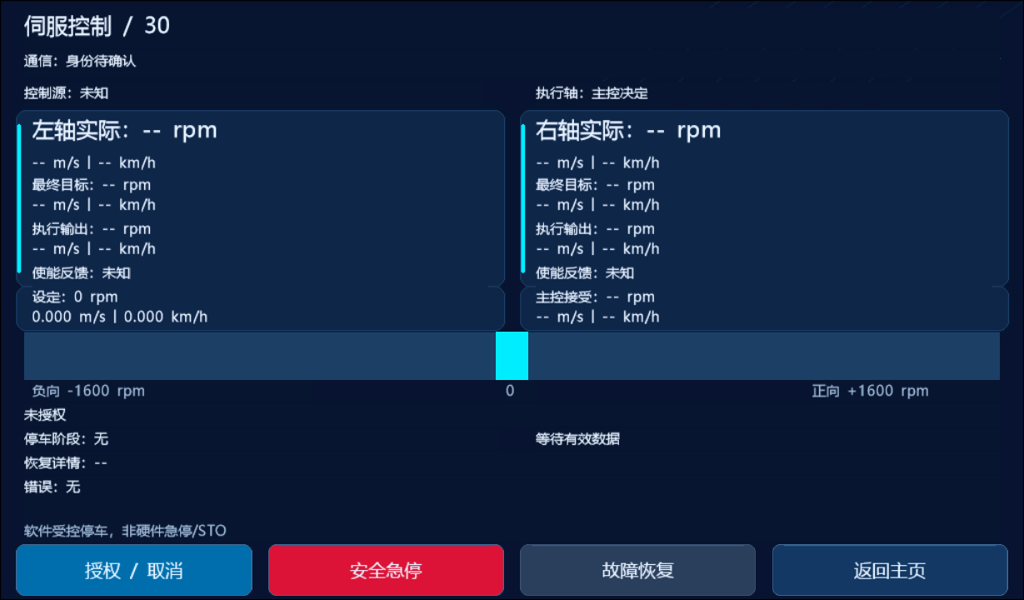 伺服控制 / 30
通信：身份待确认
控制源：未知
执行轴：主控决定
左轴实际：-- rpm
-- m/s | -- km/h
最终目标：-- rpm
-- m/s | -- km/h
执行输出：-- rpm
-- m/s | -- km/h
使能反馈：未知
设定：0 rpm
0.000 m/s | 0.000 km/h
右轴实际：-- rpm
-- m/s | -- km/h
最终目标：-- rpm
-- m/s | -- km/h
执行输出：-- rpm
-- m/s | -- km/h
使能反馈：未知
主控接受：-- rpm
-- m/s | -- km/h
负向 -1600 rpm
0
正向 +1600 rpm
未授权
停车阶段：无
等待有效数据
恢复详情：--
错误：无
软件受控停车，非硬件急停/STO
授权 / 取消
安全急停
故障恢复
返回主页